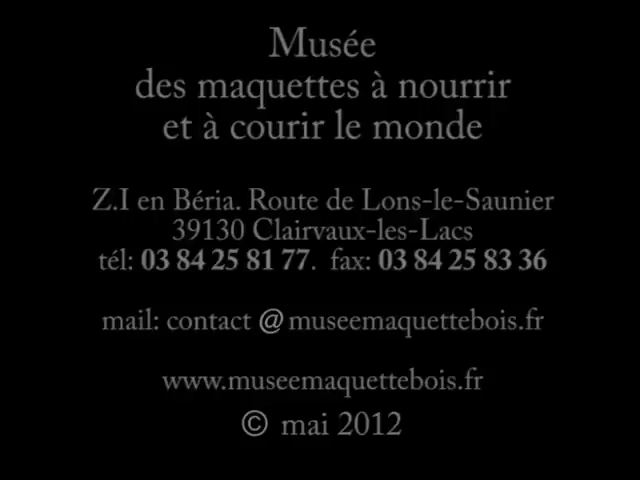 Musée
des maquettes à nourrir
et à courir le monde
Z.I en Béria. Route de Lons-le-Saunier
39130 Clairvaux-les-Lacs
tél: 03 84 25 81 77. fax: 03 84 25 83 36
mail: contact @ museemaquettebois.fr
www.museemaquettebois.fr
© mai 2012